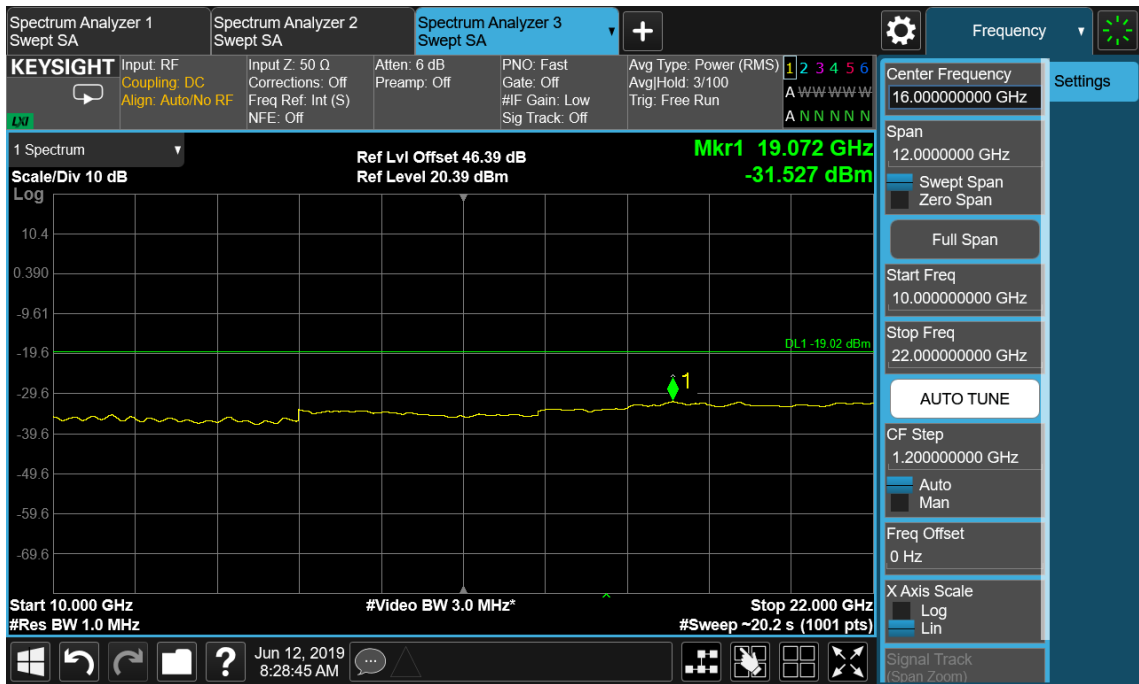 Spectrum Analyzer 1
Swept SA
Spectrum Analyzer 2
Swept SA
Spectrum Analyzer 3
Swept SA
Frequency
KEYSIGHT
LXI
Input: RF
Coupling: DC
Align: Auto/No RF
Input Z: 50 Ω
Corrections: Off
Freq Ref: Int (S)
NFE: Off
Atten: 6 dB
Preamp: Off
PNO: Fast
Gate: Off
#IF Gain: Low
Sig Track: Off
Avg Type: Power (RMS)
Avg|Hold: 3/100
Trig: Free Run
1 2 3 4 5 6
A W W W W W
A N N N N N
1 Spectrum
Scale/Div 10 dB
Log
Ref Lvl Offset 46.39 dB
Ref Level 20.39 dBm
Mkr1 19.072 GHz
-31.527 dBm
10.4
0.390
-9.61
-19.6
-29.6
-39.6
-49.6
-59.6
-69.6
DL1 -19.02 dBm
1
Start 10.000 GHz
#Res BW 1.0 MHz
#Video BW 3.0 MHz*
Stop 22.000 GHz
#Sweep ~20.2 s (1001 pts)
Center Frequency
16.000000000 GHz
Span
12.0000000 GHz
Swept Span
Zero Span
Full Span
Start Freq
10.000000000 GHz
Stop Freq
22.000000000 GHz
AUTO TUNE
CF Step
1.200000000 GHz
Auto
Man
Freq Offset
0 Hz
X Axis Scale
Log
Lin
Signal Track
(Span Zoom)
Settings
?
Jun 12, 2019
8:28:45 AM